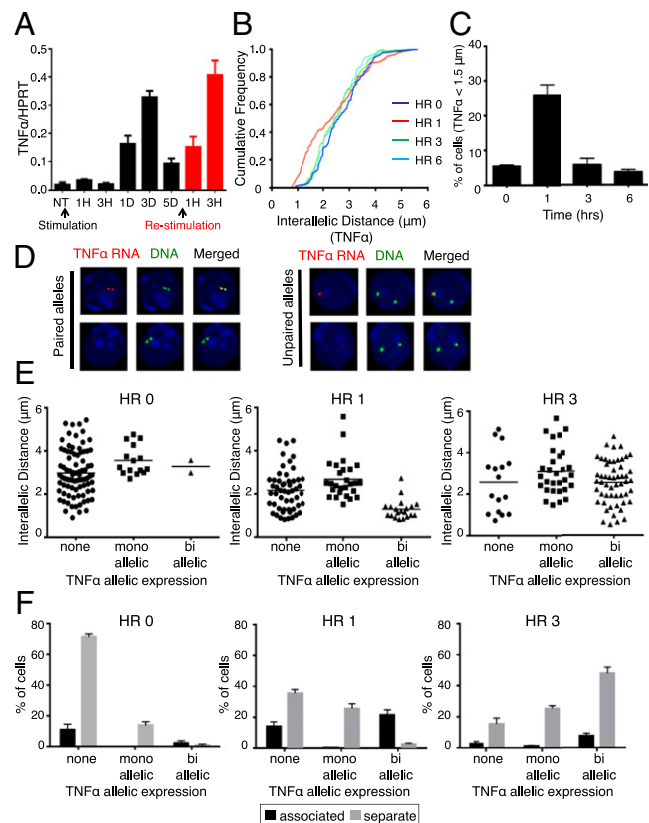 A
TNFα/HPRT
0,5
0,4
0,3
0,2
0,1
0,0
NT 1H 3H 1D 3D 5D 1H 3H
Stimulation
Re-stimulation
B
Cumulative Frequency
1.0
0.8
0.6
0.4
0.2
0.0
0 1 2 3 4 5 6
Interallelic Distance (µm)
(TNFα)
HR 0
HR 1
HR 3
HR 6
C
% of cells (TNFα < 1.5 µm)
40
30
20
10
0
0 1 3 6
Time (hrs)
D
TNFα RNA DNA Merged
Paired alleles
TNFα RNA DNA Merged
Unpaired alleles
E
HR 0
Interallelic Distance (µm)
6
4
2
0
none mono allelic bi allelic
TNFα allelic expression
HR 1
Interallelic Distance (µm)
6
4
2
0
none mono allelic bi allelic
TNFα allelic expression
HR 3
Interallelic Distance (µm)
6
4
2
0
none mono allelic bi allelic
TNFα allelic expression
F
HR 0
% of cells
80
60
40
20
0
none mono allelic bi allelic
TNFα allelic expression
HR 1
% of cells
80
60
40
20
0
none mono allelic bi allelic
TNFα allelic expression
HR 3
% of cells
80
60
40
20
0
none mono allelic bi allelic
TNFα allelic expression
associated separate